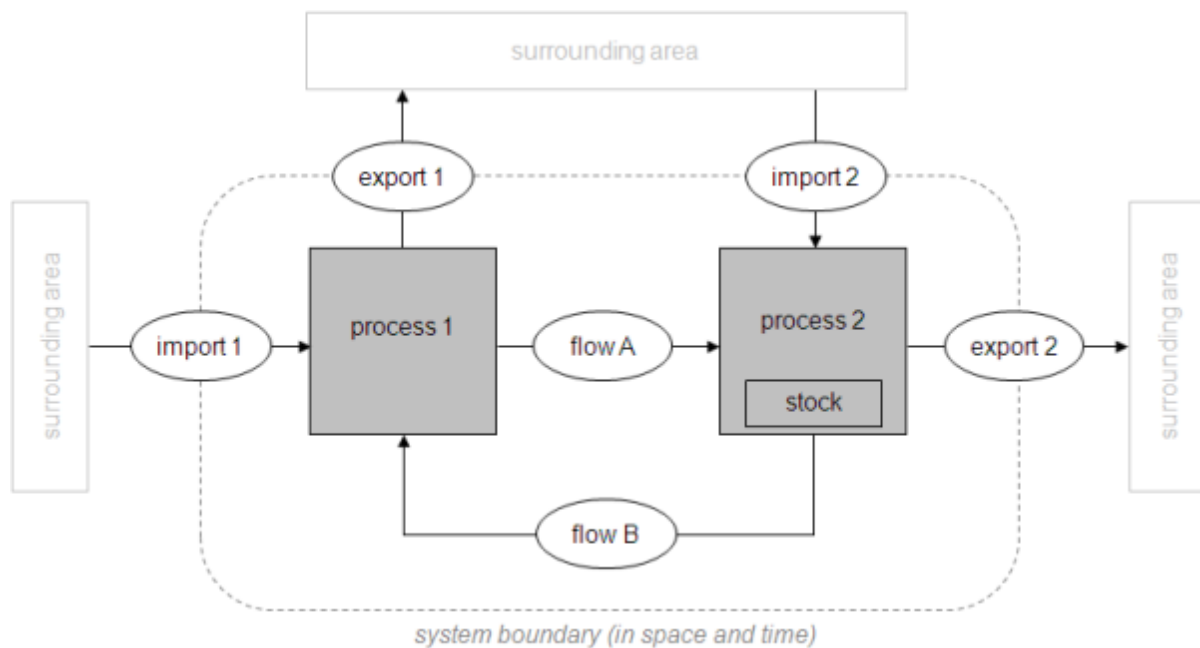 surrounding area
export 1
import 2
surrounding area
process 1
process 2
surrounding area
import 1
flow A
export 2
stock
flow B
system boundary (in space and time)